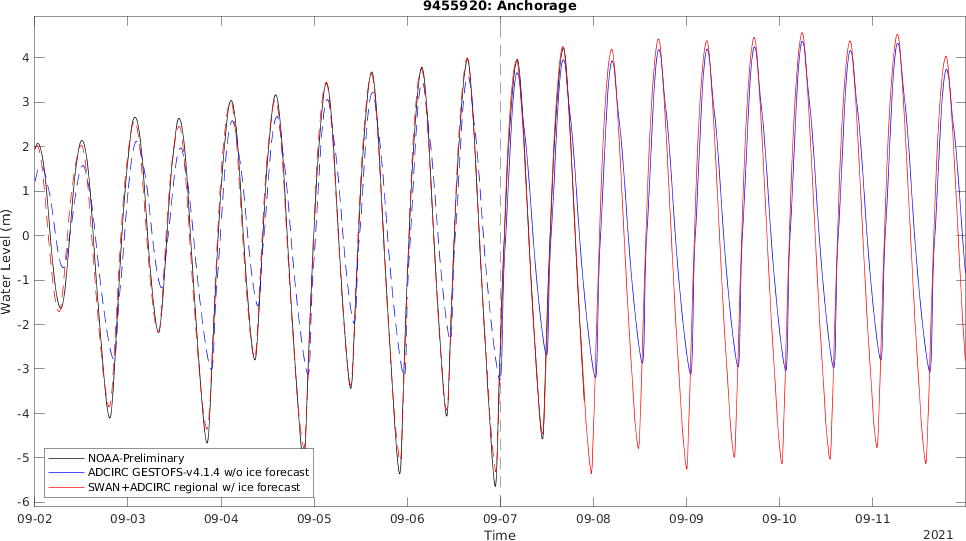 9455920: Anchorage
Water Level (m)
4
3
2
1
0
-1
-2
-3
-4
-5
-6
NOAA-Preliminary
ADCIRC GESTOFS-v4.1.4 w/o ice forecast
SWAN+ADCIRC regional w/ ice forecast
09-02 09-03 09-04 09-05 09-06 09-07 09-08 09-09 09-10 09-11
Time
2021